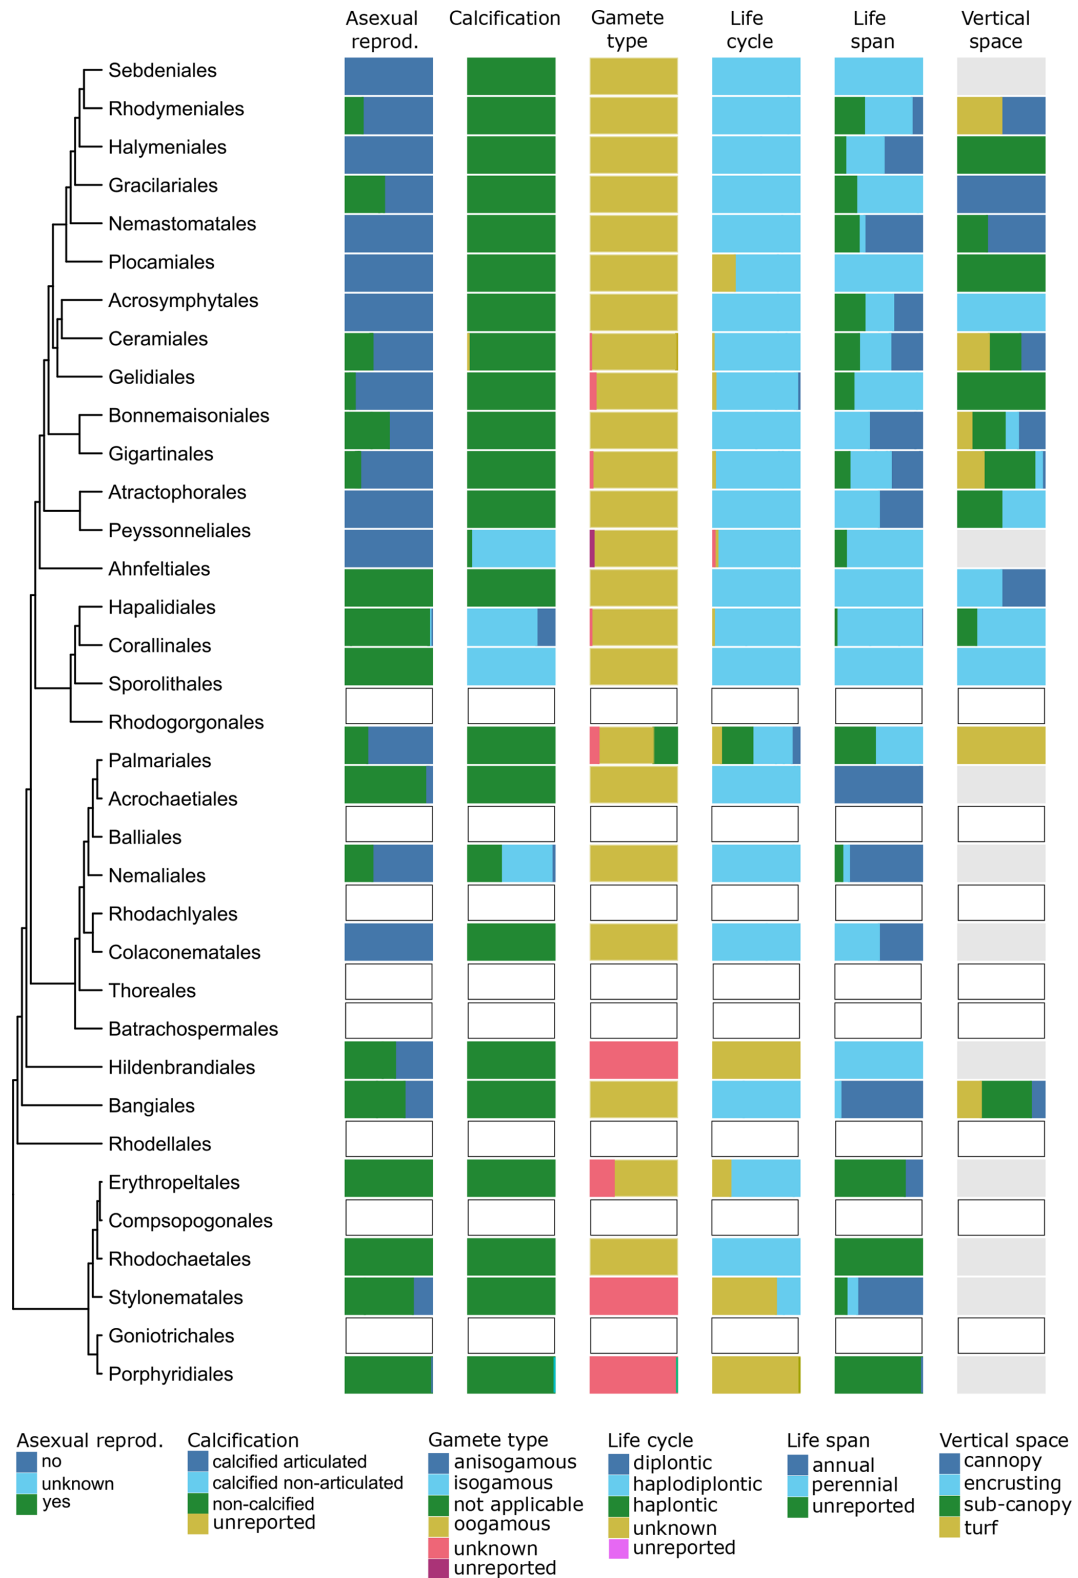 Asexual
reprod.
Calcification
Gamete
type
Life
cycle
Life
span
Vertical
space
Sebdeniales
Rhodymeniales
Halymeniales
Gracilariales
Nemastomatales
Plocamiales
Acrosymphytales
Ceramiales
Gelidiales
Bonnemaisoniales
Gigartinales
Atractophorales
Peyssonneliales
Ahnfeltiales
Hapalidiales
Corallinales
Sporolithales
Rhodogorgonales
Palmariales
Acrochaetiales
Balliales
Nemaliales
Rhodachlyales
Colaconematales
Thoreales
Batrachospermales
Hildenbrandiales
Bangiales
Rhodellales
Erythropeltales
Compsopogonales
Rhodochaetales
Stylonematales
Goniotrichales
Porphyridiales
Asexual reprod.
no
unknown
yes
Calcification
calcified articulated
calcified non-articulated
non-calcified
unreported
Gamete type
anisogamous
isogamous
not applicable
oogamous
unknown
unreported
Life cycle
diplontic
haplodiplontic
haplontic
unknown
unreported
Life span
annual
perennial
unreported
Vertical space
cannopy
encrusting
sub-canopy
turf